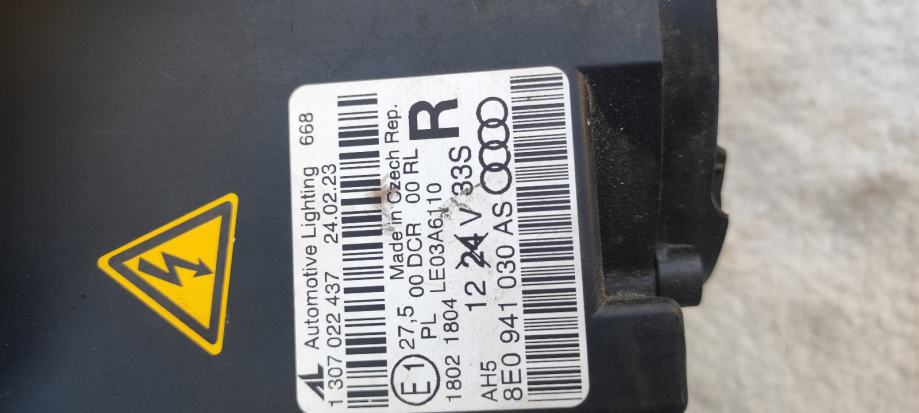 AL Automotive Lighting 668
1 307 022 437 24.02.23
Made in Czech Rep.
E1 27,5 00 DCR 00 RL
PL LE03A6110
R
1802 1804
12 24 V 33S
AH5
8E0 941 030 AS